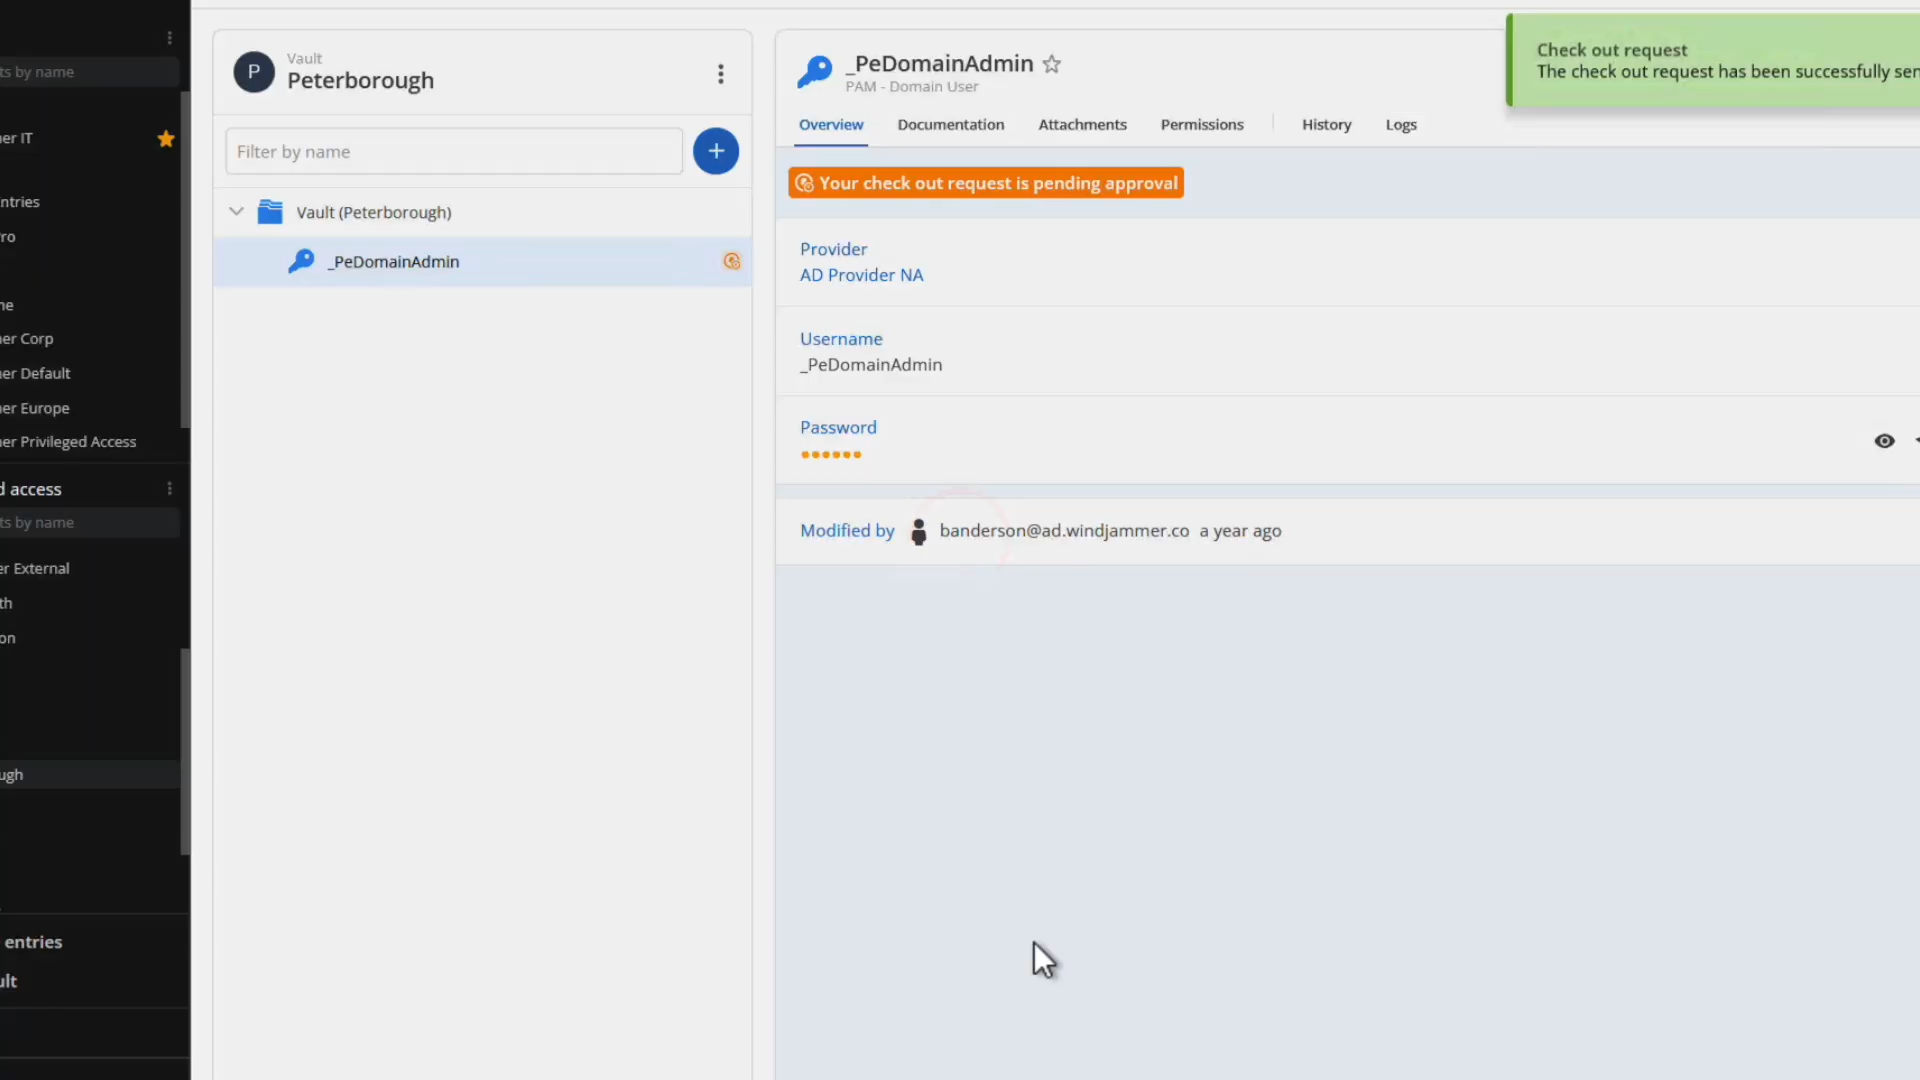 ts by name
er IT
ntries
ro
ne
er Corp
er Default
er Europe
er Privileged Access
d access
ts by name
er External
th
on
ugh
entries
ult
P
Vault
Peterborough
Filter by name
+
Vault (Peterborough)
_PeDomainAdmin
_PeDomainAdmin
PAM - Domain User
Overview
Documentation
Attachments
Permissions
History
Logs
Your check out request is pending approval
Provider
AD Provider NA
Username
_PeDomainAdmin
Password
Modified by banderson@ad.windjammer.co a year ago
Check out request
The check out request has been successfully sen